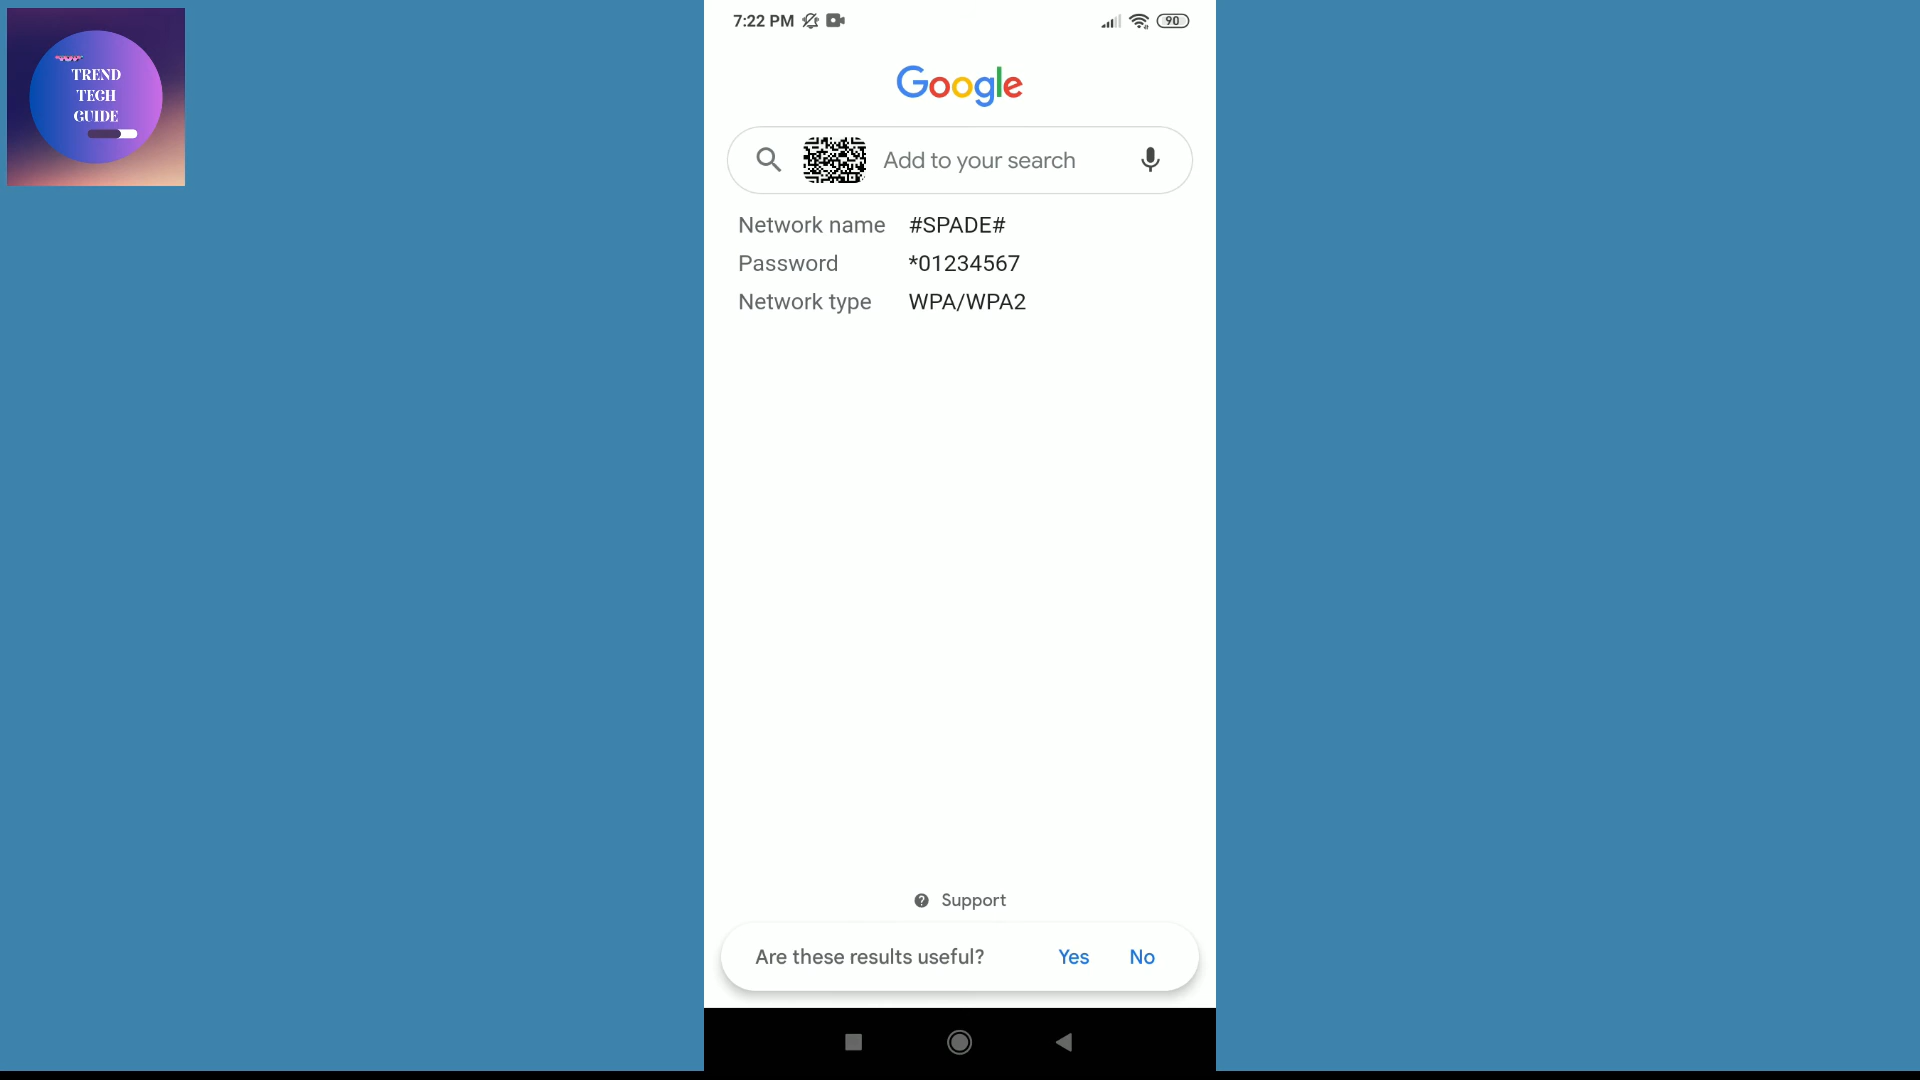 TREND
TECH
GUIDE
7:22 PM
90
Google
Add to your search
Network name #SPADE#
Password *01234567
Network type WPA/WPA2
Support
Are these results useful? Yes No